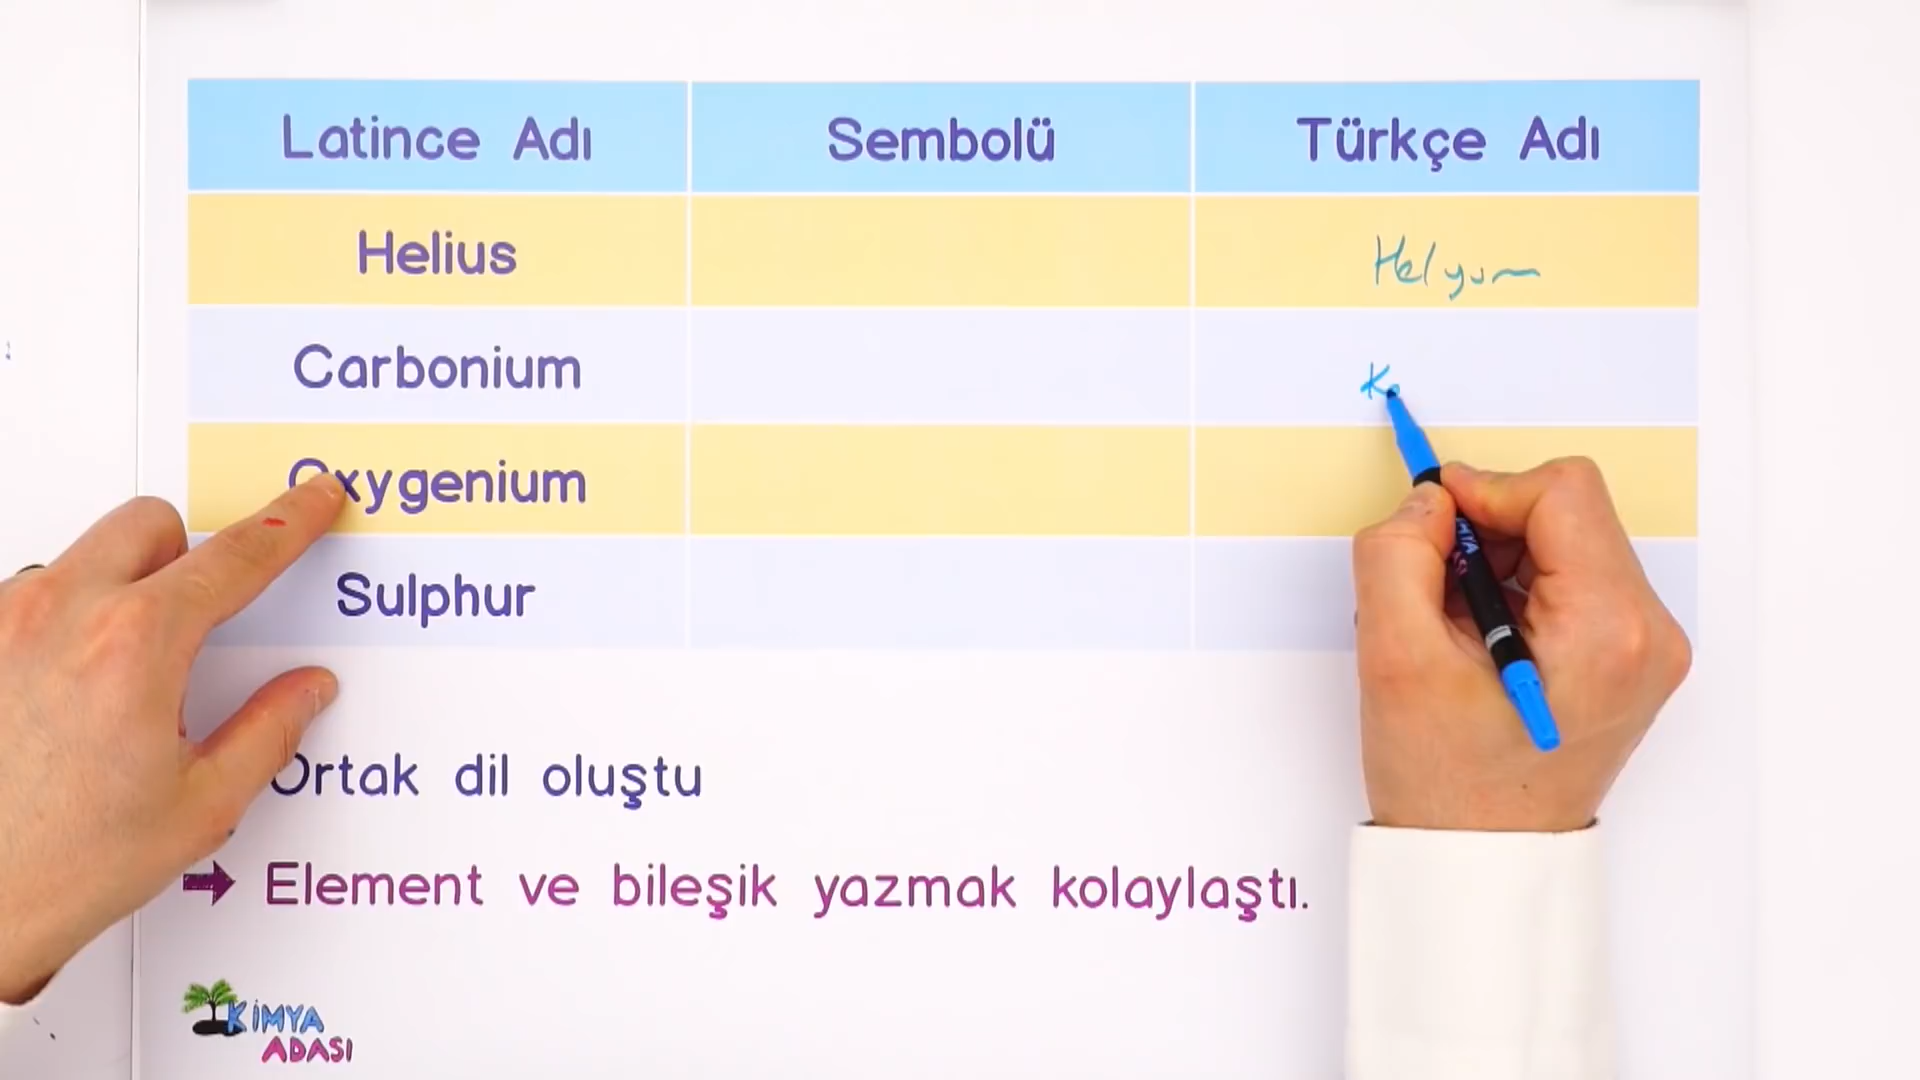 Latince Adı Sembolü Türkçe Adı
Helius Helyum
Carbonium K
Oxygenium
Sulphur
Ortak dil oluştu
Element ve bileşik yazmak kolaylaştı.
KİMYA
ADASI